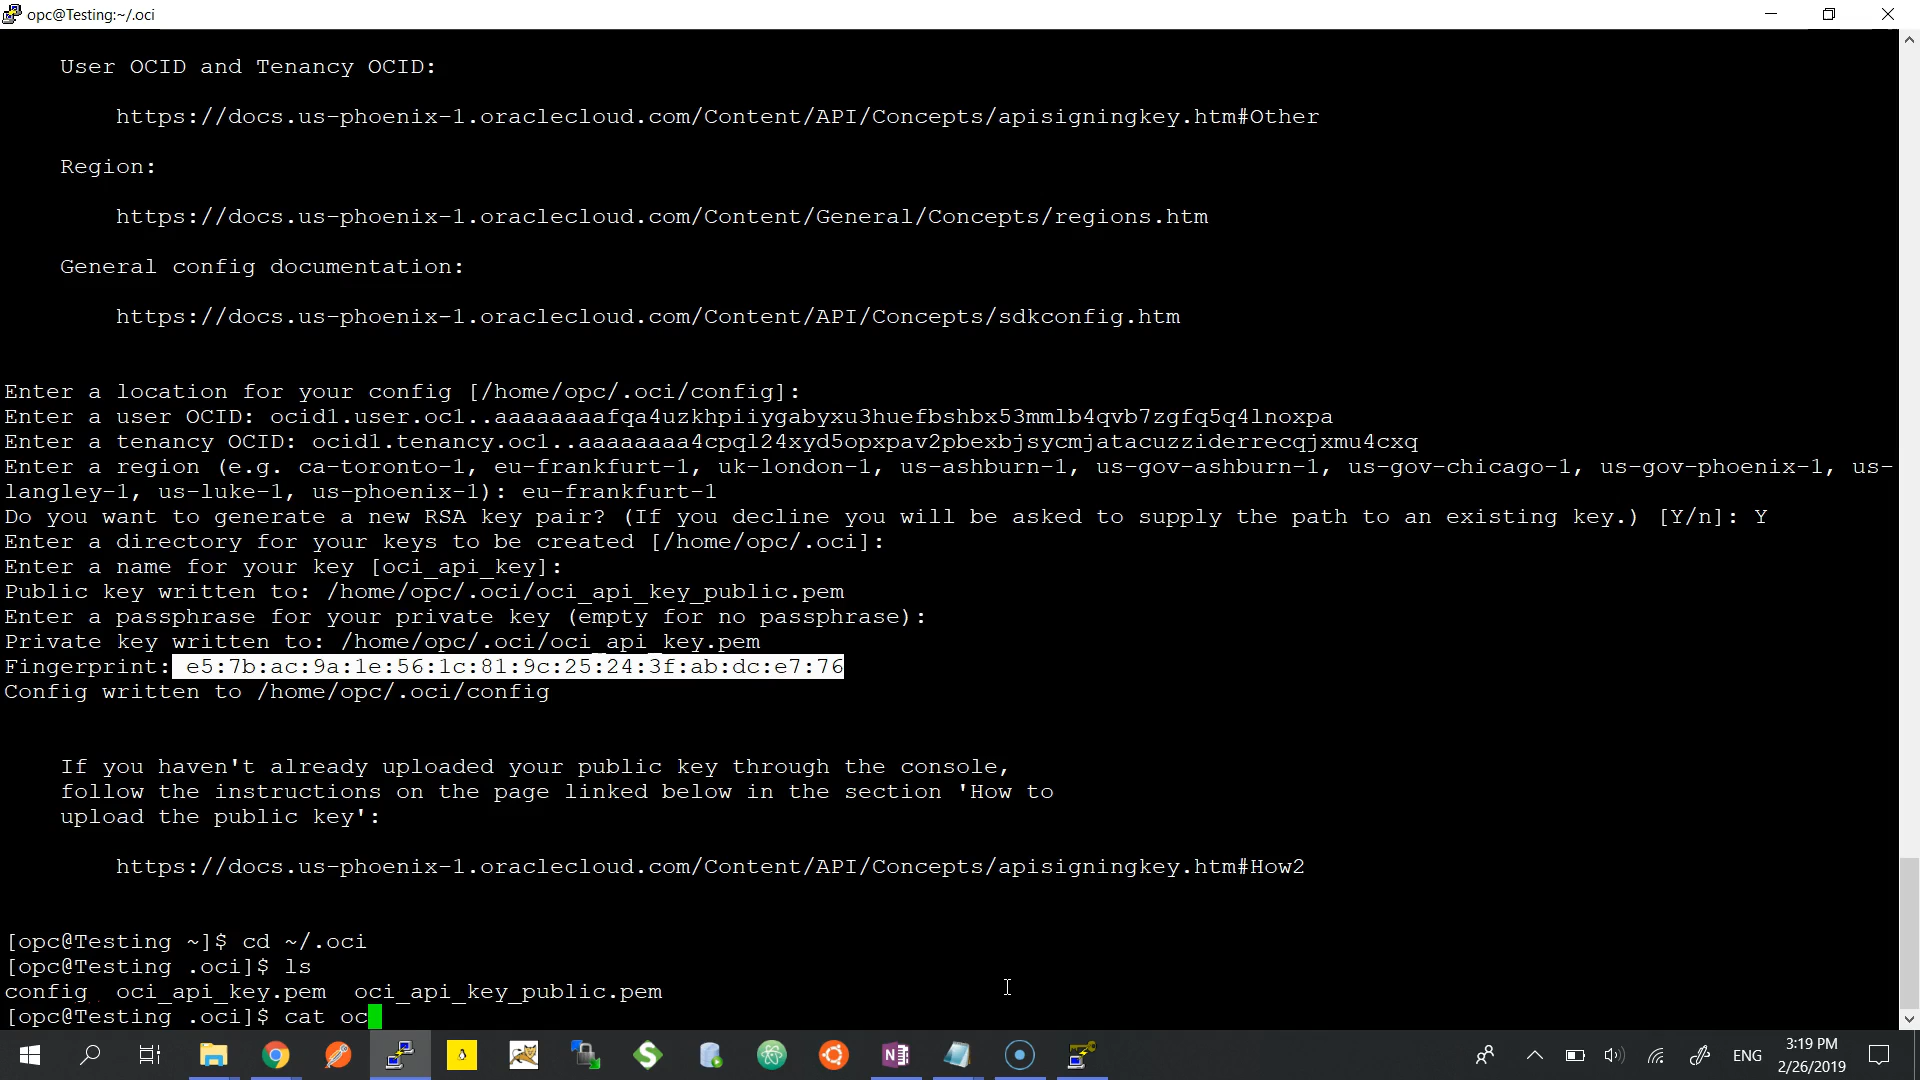 opc@Testing:~/.oci
User OCID and Tenancy OCID:
https://docs.us-phoenix-1.oraclecloud.com/Content/API/Concepts/apisigningkey.htm#Other
Region:
https://docs.us-phoenix-1.oraclecloud.com/Content/General/Concepts/regions.htm
General config documentation:
https://docs.us-phoenix-1.oraclecloud.com/Content/API/Concepts/sdkconfig.htm
Enter a location for your config [/home/opc/.oci/config]:
Enter a user OCID: ocid1.user.oc1..aaaaaaaafqa4uzkhpiiygabyxu3huefbshbx53mmlb4qvb7zgfq5q4lnoxpa
Enter a tenancy OCID: ocid1.tenancy.oc1..aaaaaaaa4cpql24xyd5opxpav2pbexbjsycmjatacuzziderrecqjxmu4cxq
Enter a region (e.g. ca-toronto-1, eu-frankfurt-1, uk-london-1, us-ashburn-1, us-gov-ashburn-1, us-gov-chicago-1, us-gov-phoenix-1, us-
langley-1, us-luke-1, us-phoenix-1): eu-frankfurt-1
Do you want to generate a new RSA key pair? (If you decline you will be asked to supply the path to an existing key.) [Y/n]: Y
Enter a directory for your keys to be created [/home/opc/.oci]:
Enter a name for your key [oci_api_key]:
Public key written to: /home/opc/.oci/oci_api_key_public.pem
Enter a passphrase for your private key (empty for no passphrase):
Private key written to: /home/opc/.oci/oci_api_key.pem
Fingerprint: e5:7b:ac:9a:1e:56:1c:81:9c:25:24:3f:ab:dc:e7:76
Config written to /home/opc/.oci/config
If you haven't already uploaded your public key through the console,
follow the instructions on the page linked below in the section 'How to
upload the public key':
https://docs.us-phoenix-1.oraclecloud.com/Content/API/Concepts/apisigningkey.htm#How2
[opc@Testing ~]$ cd ~/.oci
[opc@Testing .oci]$ ls
config  oci_api_key.pem  oci_api_key_public.pem
[opc@Testing .oci]$ cat oc
ENG
3:19 PM
2/26/2019